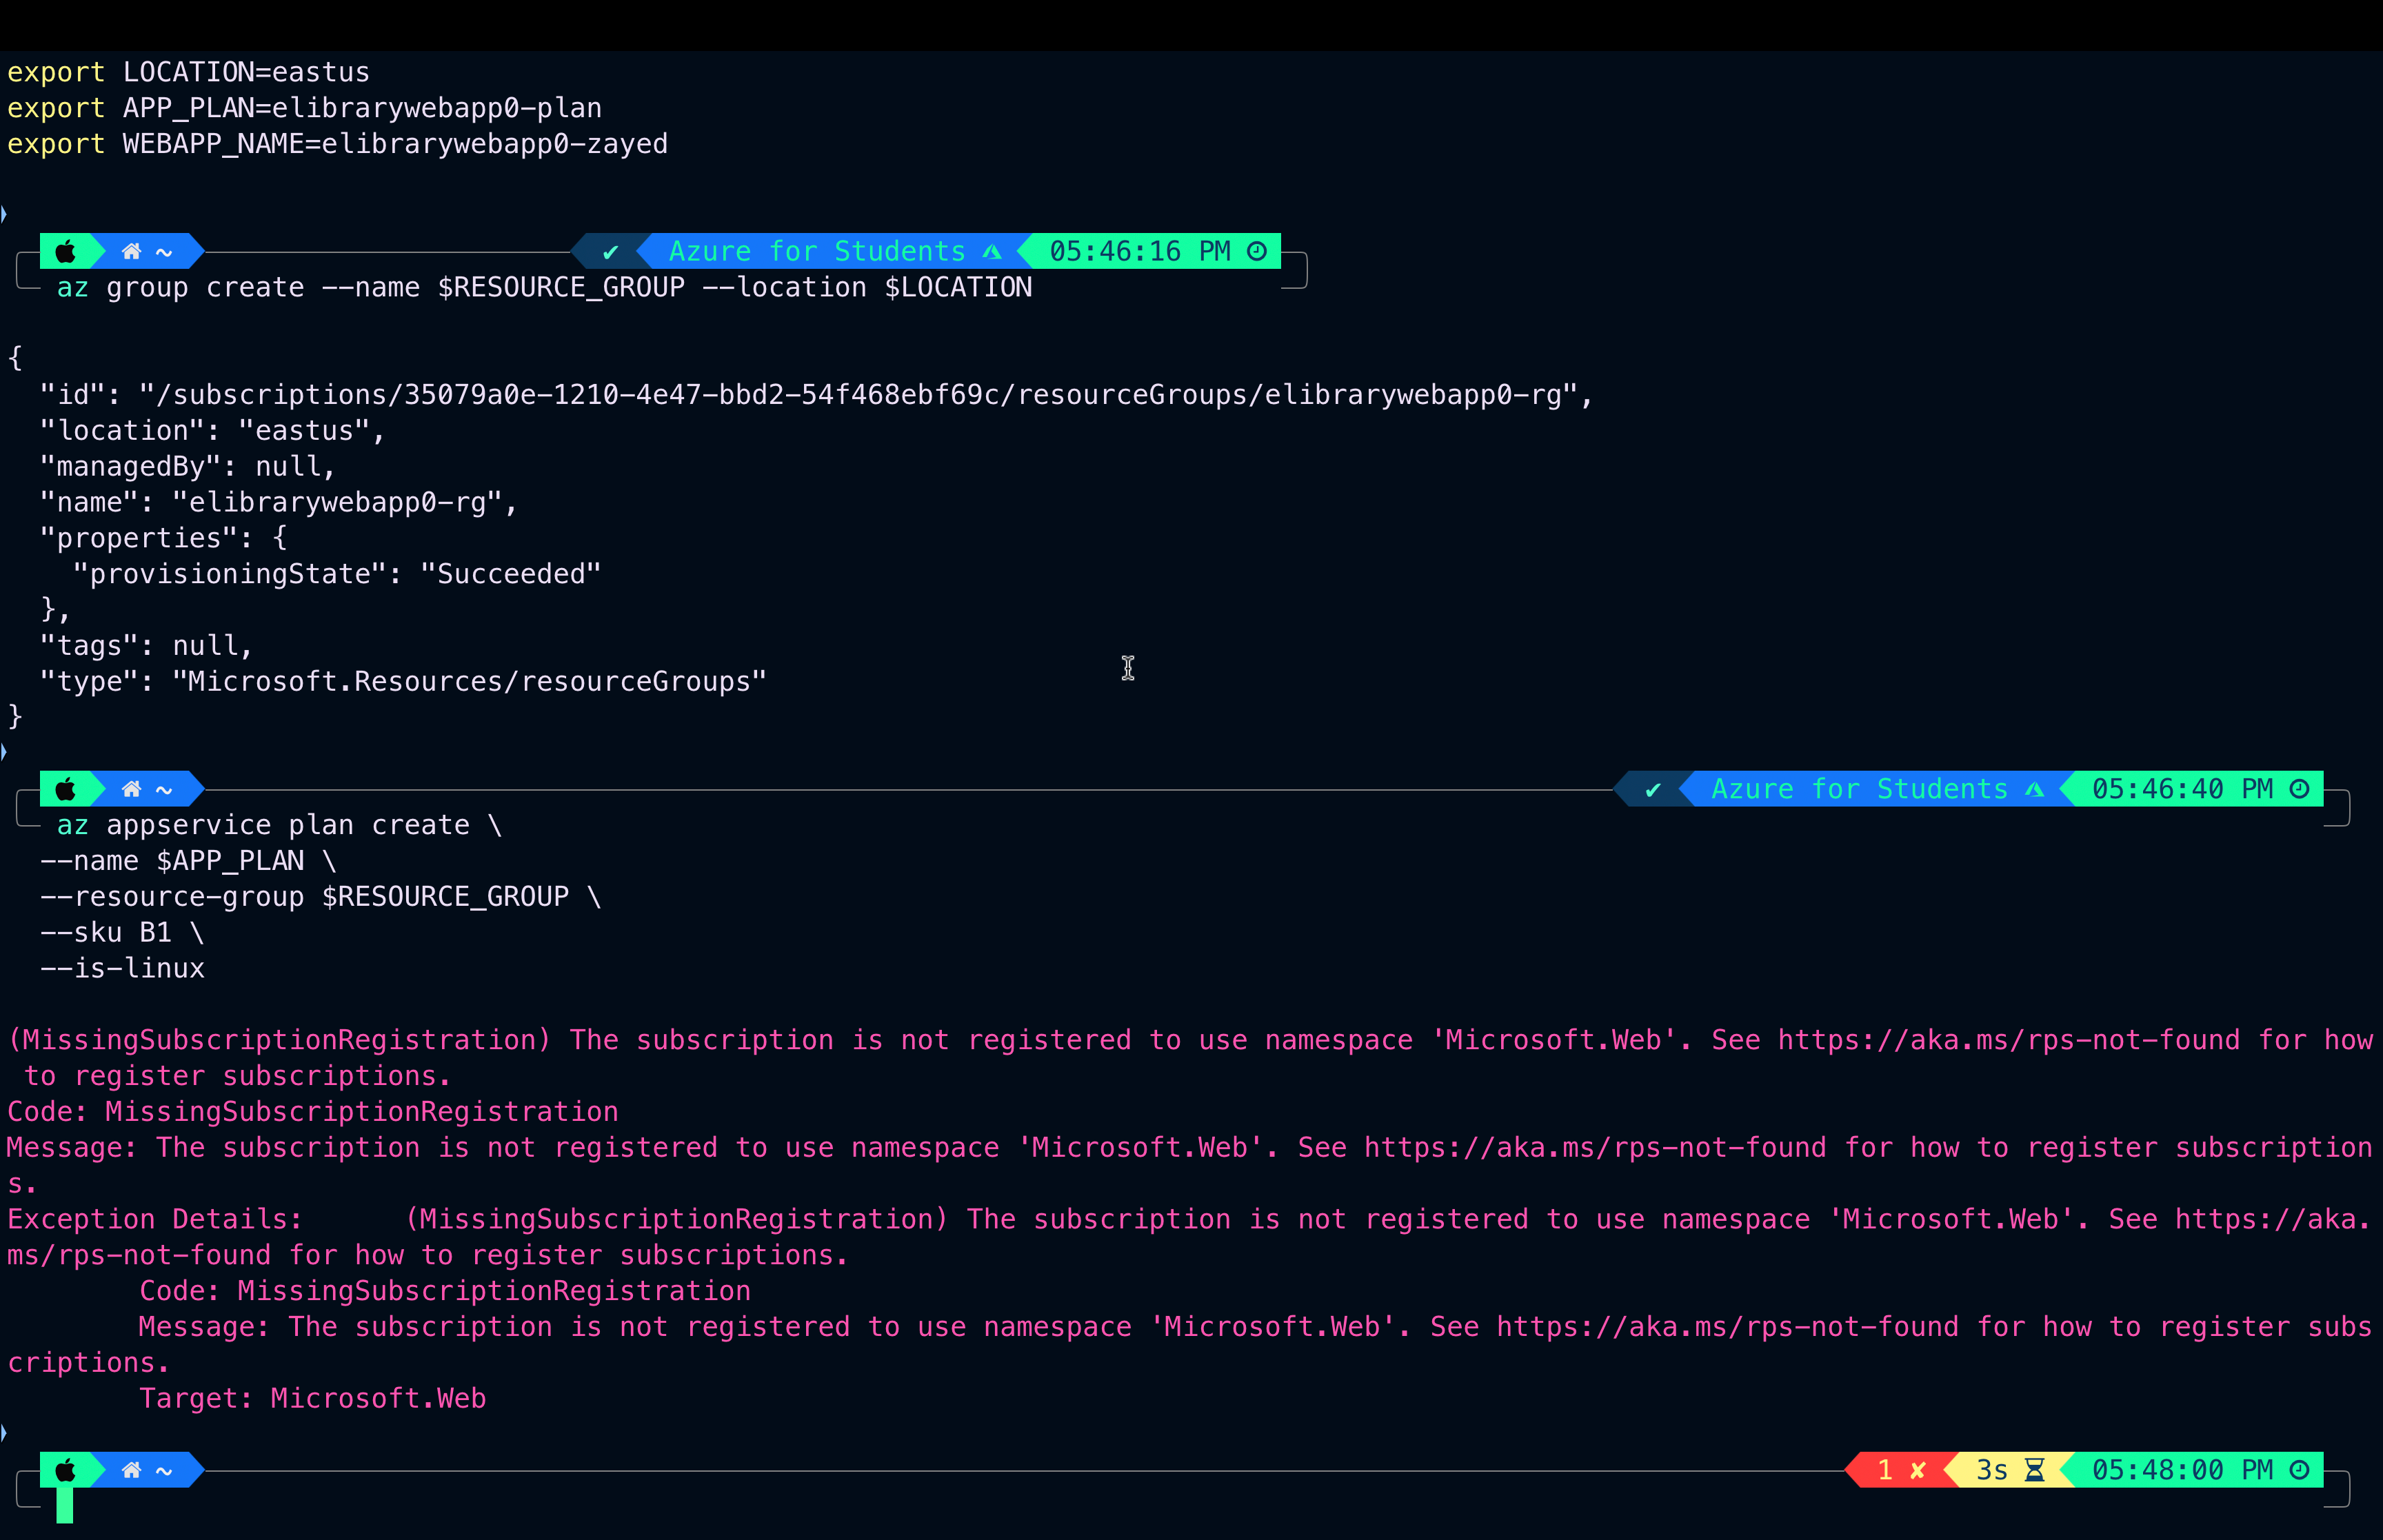 export LOCATION=eastus
export APP_PLAN=elibrarywebapp0-plan
export WEBAPP_NAME=elibrarywebapp0-zayed
~ ✔ Azure for Students 05:46:16 PM
az group create --name $RESOURCE_GROUP --location $LOCATION
{
"id": "/subscriptions/35079a0e-1210-4e47-bbd2-54f468ebf69c/resourceGroups/elibrarywebapp0-rg",
"location": "eastus",
"managedBy": null,
"name": "elibrarywebapp0-rg",
"properties": {
"provisioningState": "Succeeded"
},
"tags": null,
"type": "Microsoft.Resources/resourceGroups"
}
~ ✔ Azure for Students 05:46:40 PM
az appservice plan create \
--name $APP_PLAN \
--resource-group $RESOURCE_GROUP \
--sku B1 \
--is-linux
(MissingSubscriptionRegistration) The subscription is not registered to use namespace 'Microsoft.Web'. See https://aka.ms/rps-not-found for how
to register subscriptions.
Code: MissingSubscriptionRegistration
Message: The subscription is not registered to use namespace 'Microsoft.Web'. See https://aka.ms/rps-not-found for how to register subscription
s.
Exception Details: (MissingSubscriptionRegistration) The subscription is not registered to use namespace 'Microsoft.Web'. See https://aka.
ms/rps-not-found for how to register subscriptions.
Code: MissingSubscriptionRegistration
Message: The subscription is not registered to use namespace 'Microsoft.Web'. See https://aka.ms/rps-not-found for how to register subs
criptions.
Target: Microsoft.Web
~ 1 ✘ 3s 05:48:00 PM